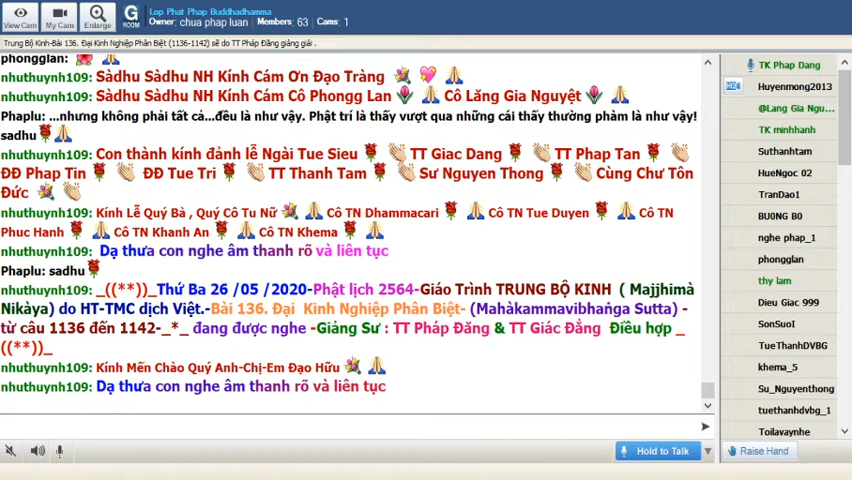 Lop Phat Phap Buddhadhamma
Owner: chua phap luan Members: 63 Cams: 1
View Cam
My Cam
Enlarge
G
ROOM
Trung Bộ Kinh-Bài 136. Đại Kinh Nghiệp Phân Biệt (1136-1142) sẽ do TT Pháp Đăng giảng giải .
phongglan:
nhuthuynh109: Sàdhu Sàdhu NH Kính Cám Ơn Đạo Tràng
nhuthuynh109: Sàdhu Sàdhu NH Kính Cám Cô Phongg Lan Cô Lăng Gia Nguyệt
Phaplu: ...nhưng không phải tất cả...đều là như vậy. Phật trí là thấy vượt qua những cái thấy thường phàm là như vậy!
sadhu
nhuthuynh109: Con thành kính đảnh lễ Ngài Tue Sieu TT Giac Dang TT Phap Tan
ĐĐ Phap Tin ĐĐ Tue Tri TT Thanh Tam Sư Nguyen Thong Cùng Chư Tôn
Đức
nhuthuynh109: Kính Lễ Quý Bà , Quý Cô Tu Nữ Cô TN Dhammacari Cô TN Tue Duyen Cô TN
Phuc Hanh Cô TN Khanh An Cô TN Khema
nhuthuynh109: Dạ thưa con nghe âm thanh rõ và liên tục
Phaplu: sadhu
nhuthuynh109: _((**))_Thứ Ba 26 /05 /2020-Phật lịch 2564-Giáo Trình TRUNG BỘ KINH ( Majjhimà
Nikàya) do HT-TMC dịch Việt.-Bài 136. Đại Kinh Nghiệp Phân Biệt- (Mahàkammavibhaṅga Sutta) -
từ câu 1136 đến 1142-_*_ đang được nghe -Giảng Sư : TT Pháp Đăng & TT Giác Đẳng Điều hợp _
((**))_
nhuthuynh109: Kính Mến Chào Quý Anh-Chị-Em Đạo Hữu
nhuthuynh109: Dạ thưa con nghe âm thanh rõ và liên tục
Hold to Talk
TK Phap Dang
Huyenmong2013
@Lang Gia Ngu...
TK minhhanh
Suthanhtam
HueNgoc 02
TranDao1
BUONG BO
nghe phap_1
phongglan
thy lam
Dieu Giac 999
SonSuoI
TueThanhDVBG
khema_5
Su_Nguyenthong
tuethanhdvbg_1
Toilavaynhe
Raise Hand